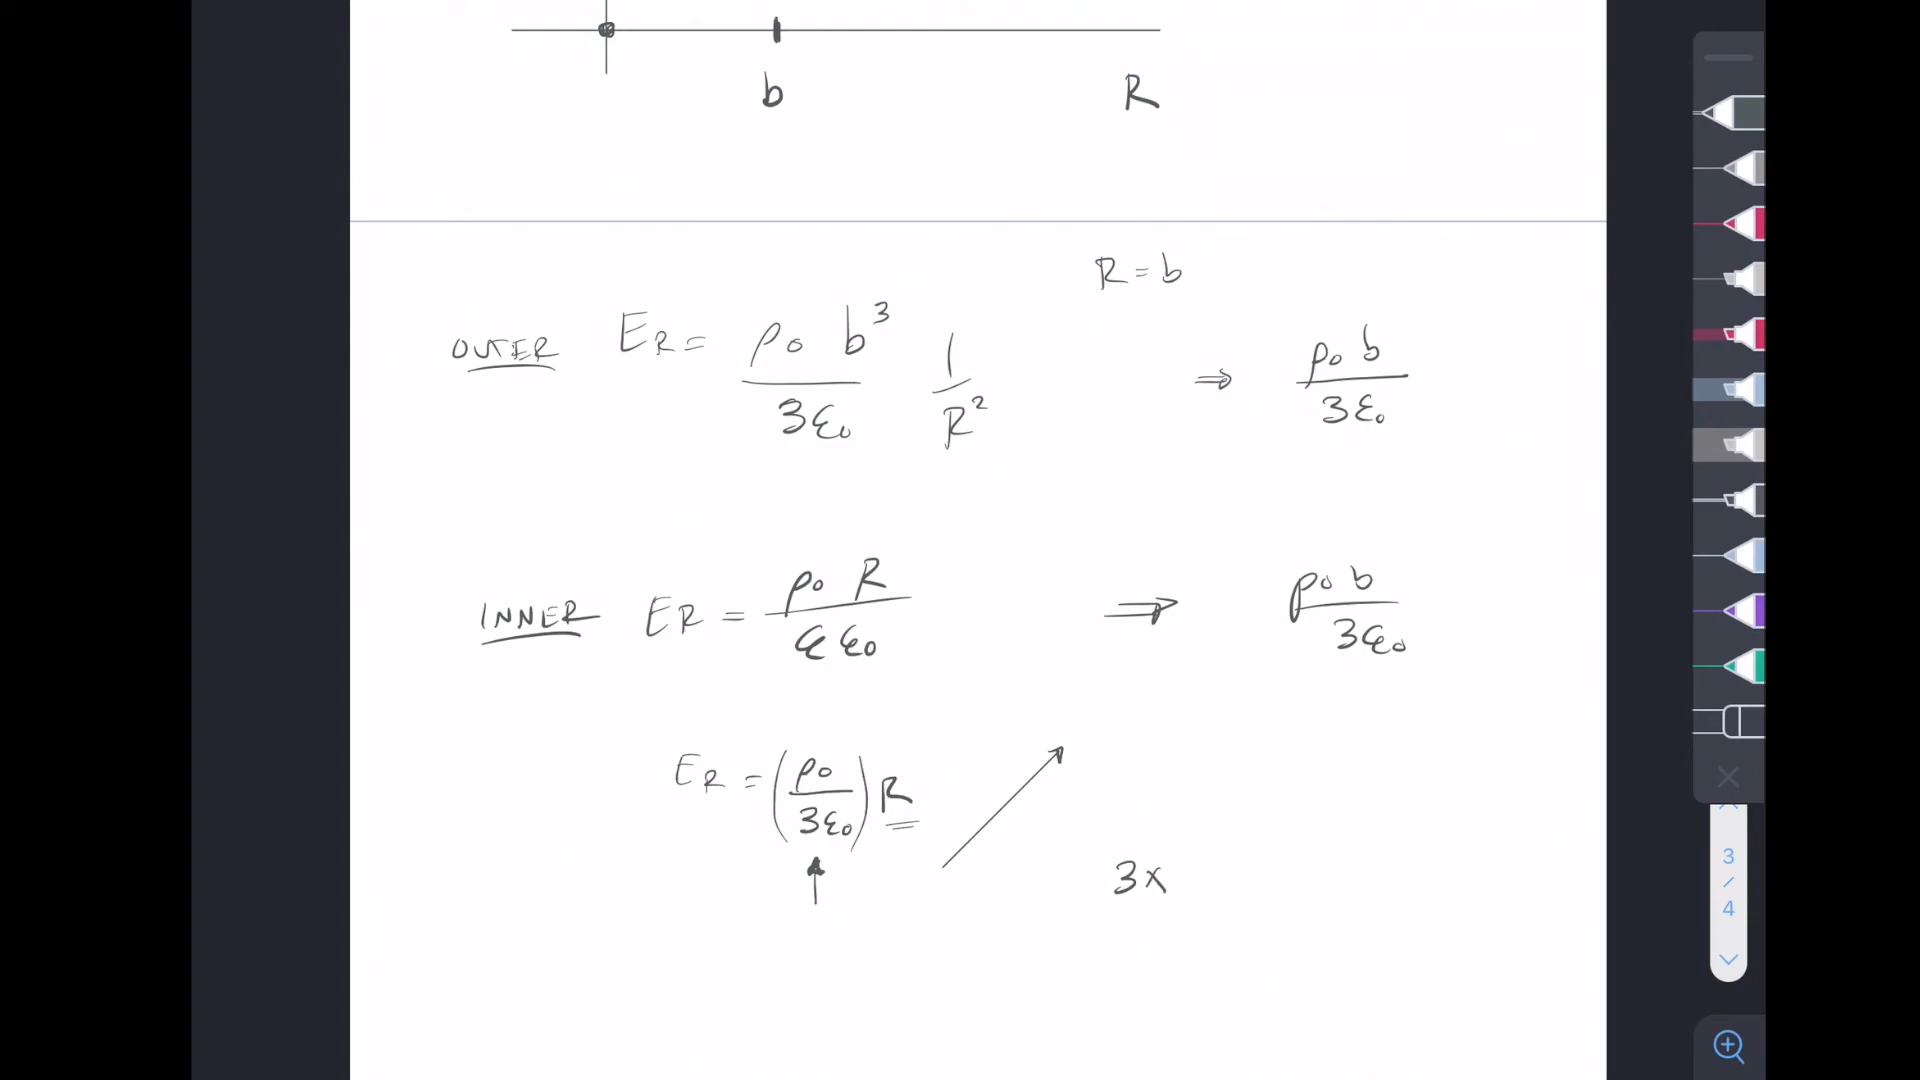 b R
R = b
OUTER E_R = ρ₀ b³ / 3ε₀ 1 / R² ⇒ ρ₀ b / 3ε₀
INNER E_R = ρ₀ R / ε ε₀ ⇒ ρ₀ b / 3ε₀
E_R = (ρ₀ / 3ε₀) R
3x
3 / 4